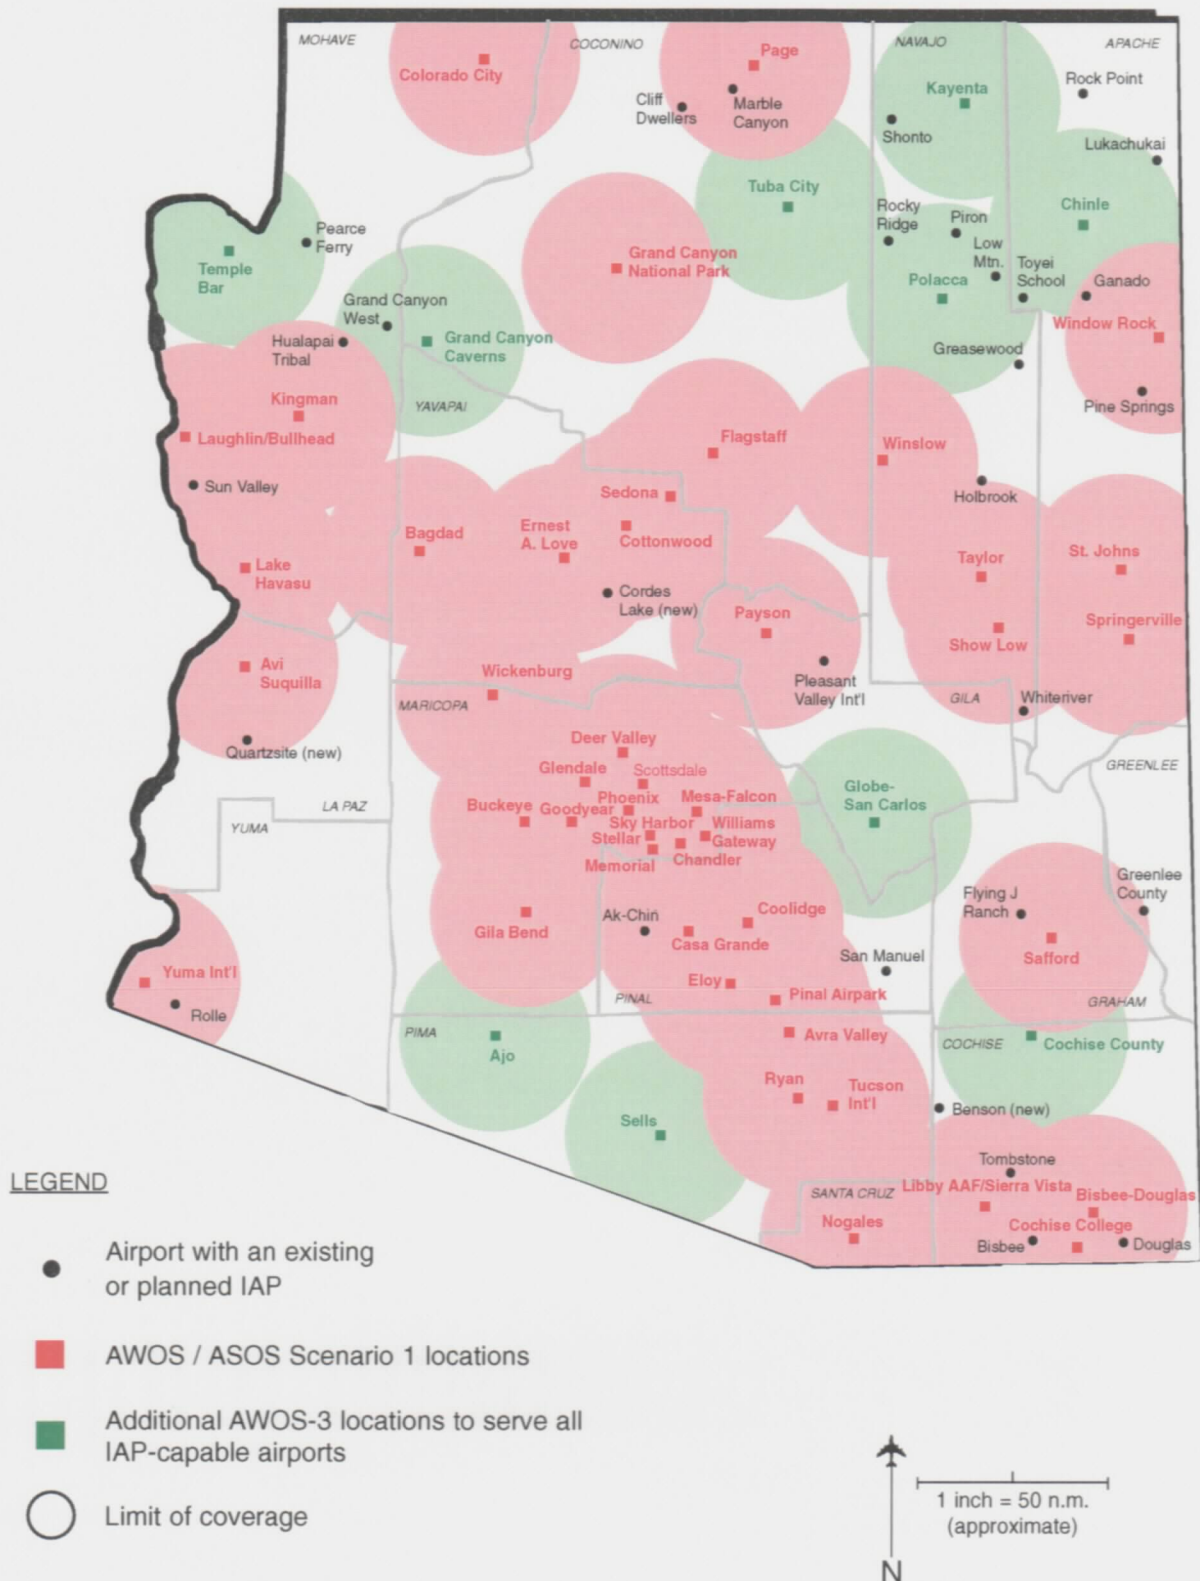 MOHAVE
COCONINO
NAVAJO
APACHE
Colorado City
Page
Cliff
Dwellers
Marble
Canyon
Kayenta
Shonto
Rock Point
Lukachukai
Tuba City
Chinle
Rocky
Ridge
Piron
Low
Mtn.
Toyei
School
Ganado
Polacca
Window Rock
Greasewood
Pine Springs
Pearce
Ferry
Temple
Bar
Grand Canyon
National Park
Grand Canyon
West
Grand Canyon
Caverns
Hualapai
Tribal
YAVAPAI
Kingman
Laughlin/Bullhead
Sun Valley
Flagstaff
Winslow
Holbrook
Sedona
Bagdad
Ernest
A. Love
Cottonwood
Lake
Havasu
Cordes
Lake (new)
Taylor
St. Johns
Payson
Show Low
Springerville
Avi
Suquilla
Wickenburg
Pleasant
Valley Int'l
GILA
Whiteriver
MARICOPA
Quartzsite (new)
Deer Valley
GREENLEE
Glendale
Scottsdale
Globe-
San Carlos
LA PAZ
YUMA
Buckeye
Goodyear
Phoenix
Sky Harbor
Mesa-Falcon
Williams
Gateway
Stellar
Memorial
Chandler
Greenlee
County
Flying J
Ranch
Gila Bend
Ak-Chin
Coolidge
Casa Grande
Safford
San Manuel
Yuma Int'l
Rolle
Eloy
Pinal Airpark
PINAL
GRAHAM
PIMA
Ajo
Avra Valley
COCHISE
Cochise County
Ryan
Tucson
Int'l
Benson (new)
Sells
Tombstone
SANTA CRUZ
Libby AAF/Sierra Vista
Bisbee-Douglas
Nogales
Cochise College
Bisbee
Douglas
LEGEND
Airport with an existing
or planned IAP
AWOS / ASOS Scenario 1 locations
Additional AWOS-3 locations to serve all
IAP-capable airports
Limit of coverage
1 inch = 50 n.m.
(approximate)
N